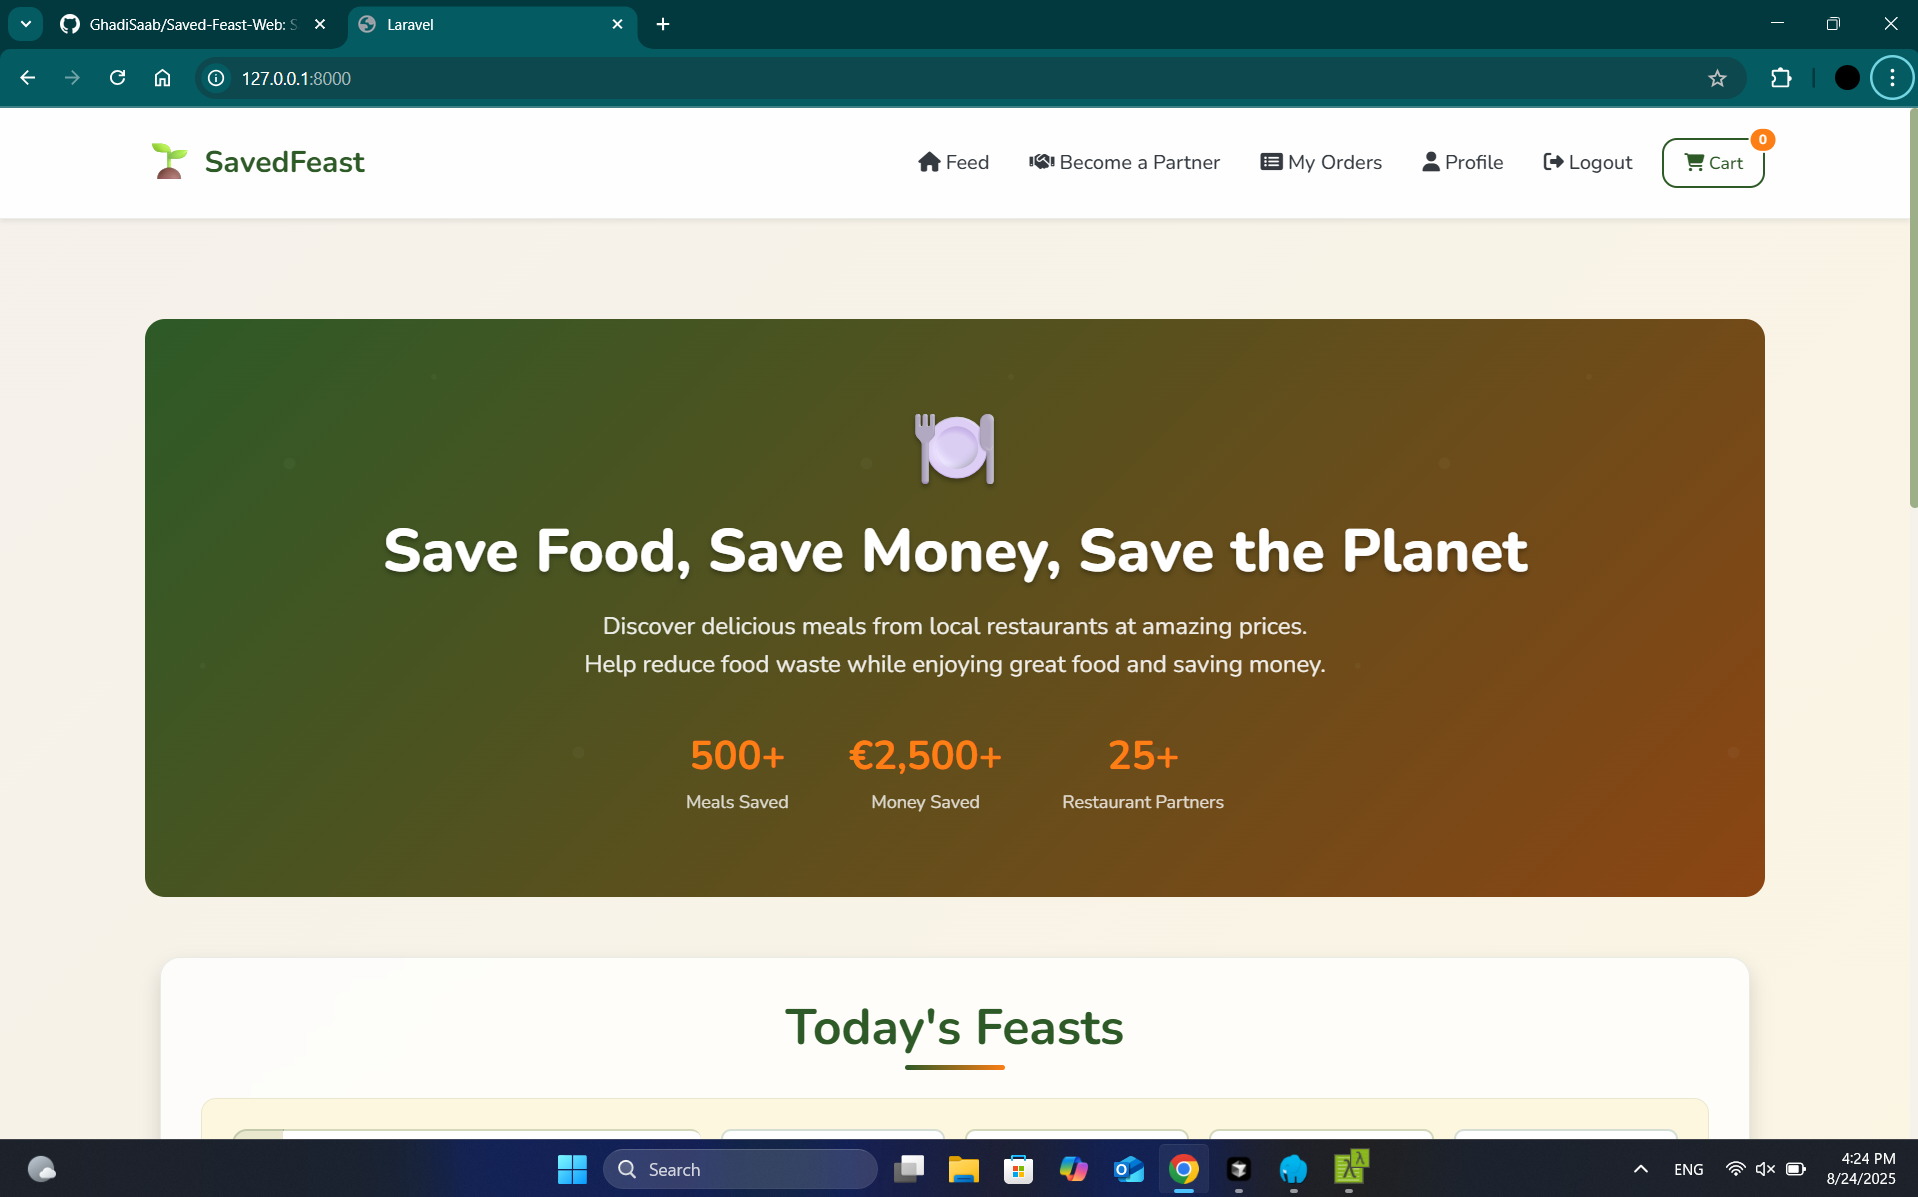 GhadiSaab/Saved-Feast-Web: S
Laravel
127.0.0.1:8000
SavedFeast
Feed
Become a Partner
My Orders
Profile
Logout
Cart
0
Save Food, Save Money, Save the Planet
Discover delicious meals from local restaurants at amazing prices.
Help reduce food waste while enjoying great food and saving money.
500+
€2,500+
25+
Meals Saved
Money Saved
Restaurant Partners
Today's Feasts
Search
ENG
4:24 PM
8/24/2025